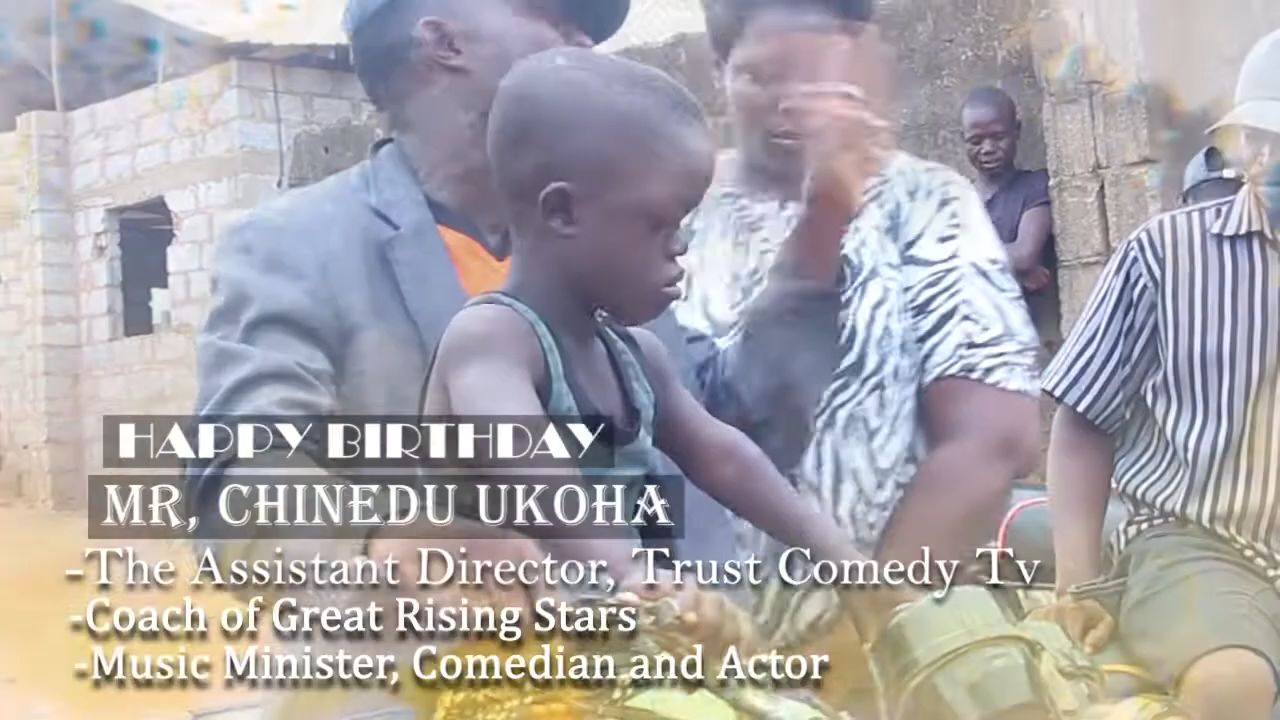 HAPPY BIRTHDAY
MR, CHINEDU UKOHA
-The Assistant Director, Trust Comedy Tv
-Coach of Great Rising Stars
-Music Minister, Comedian and Actor